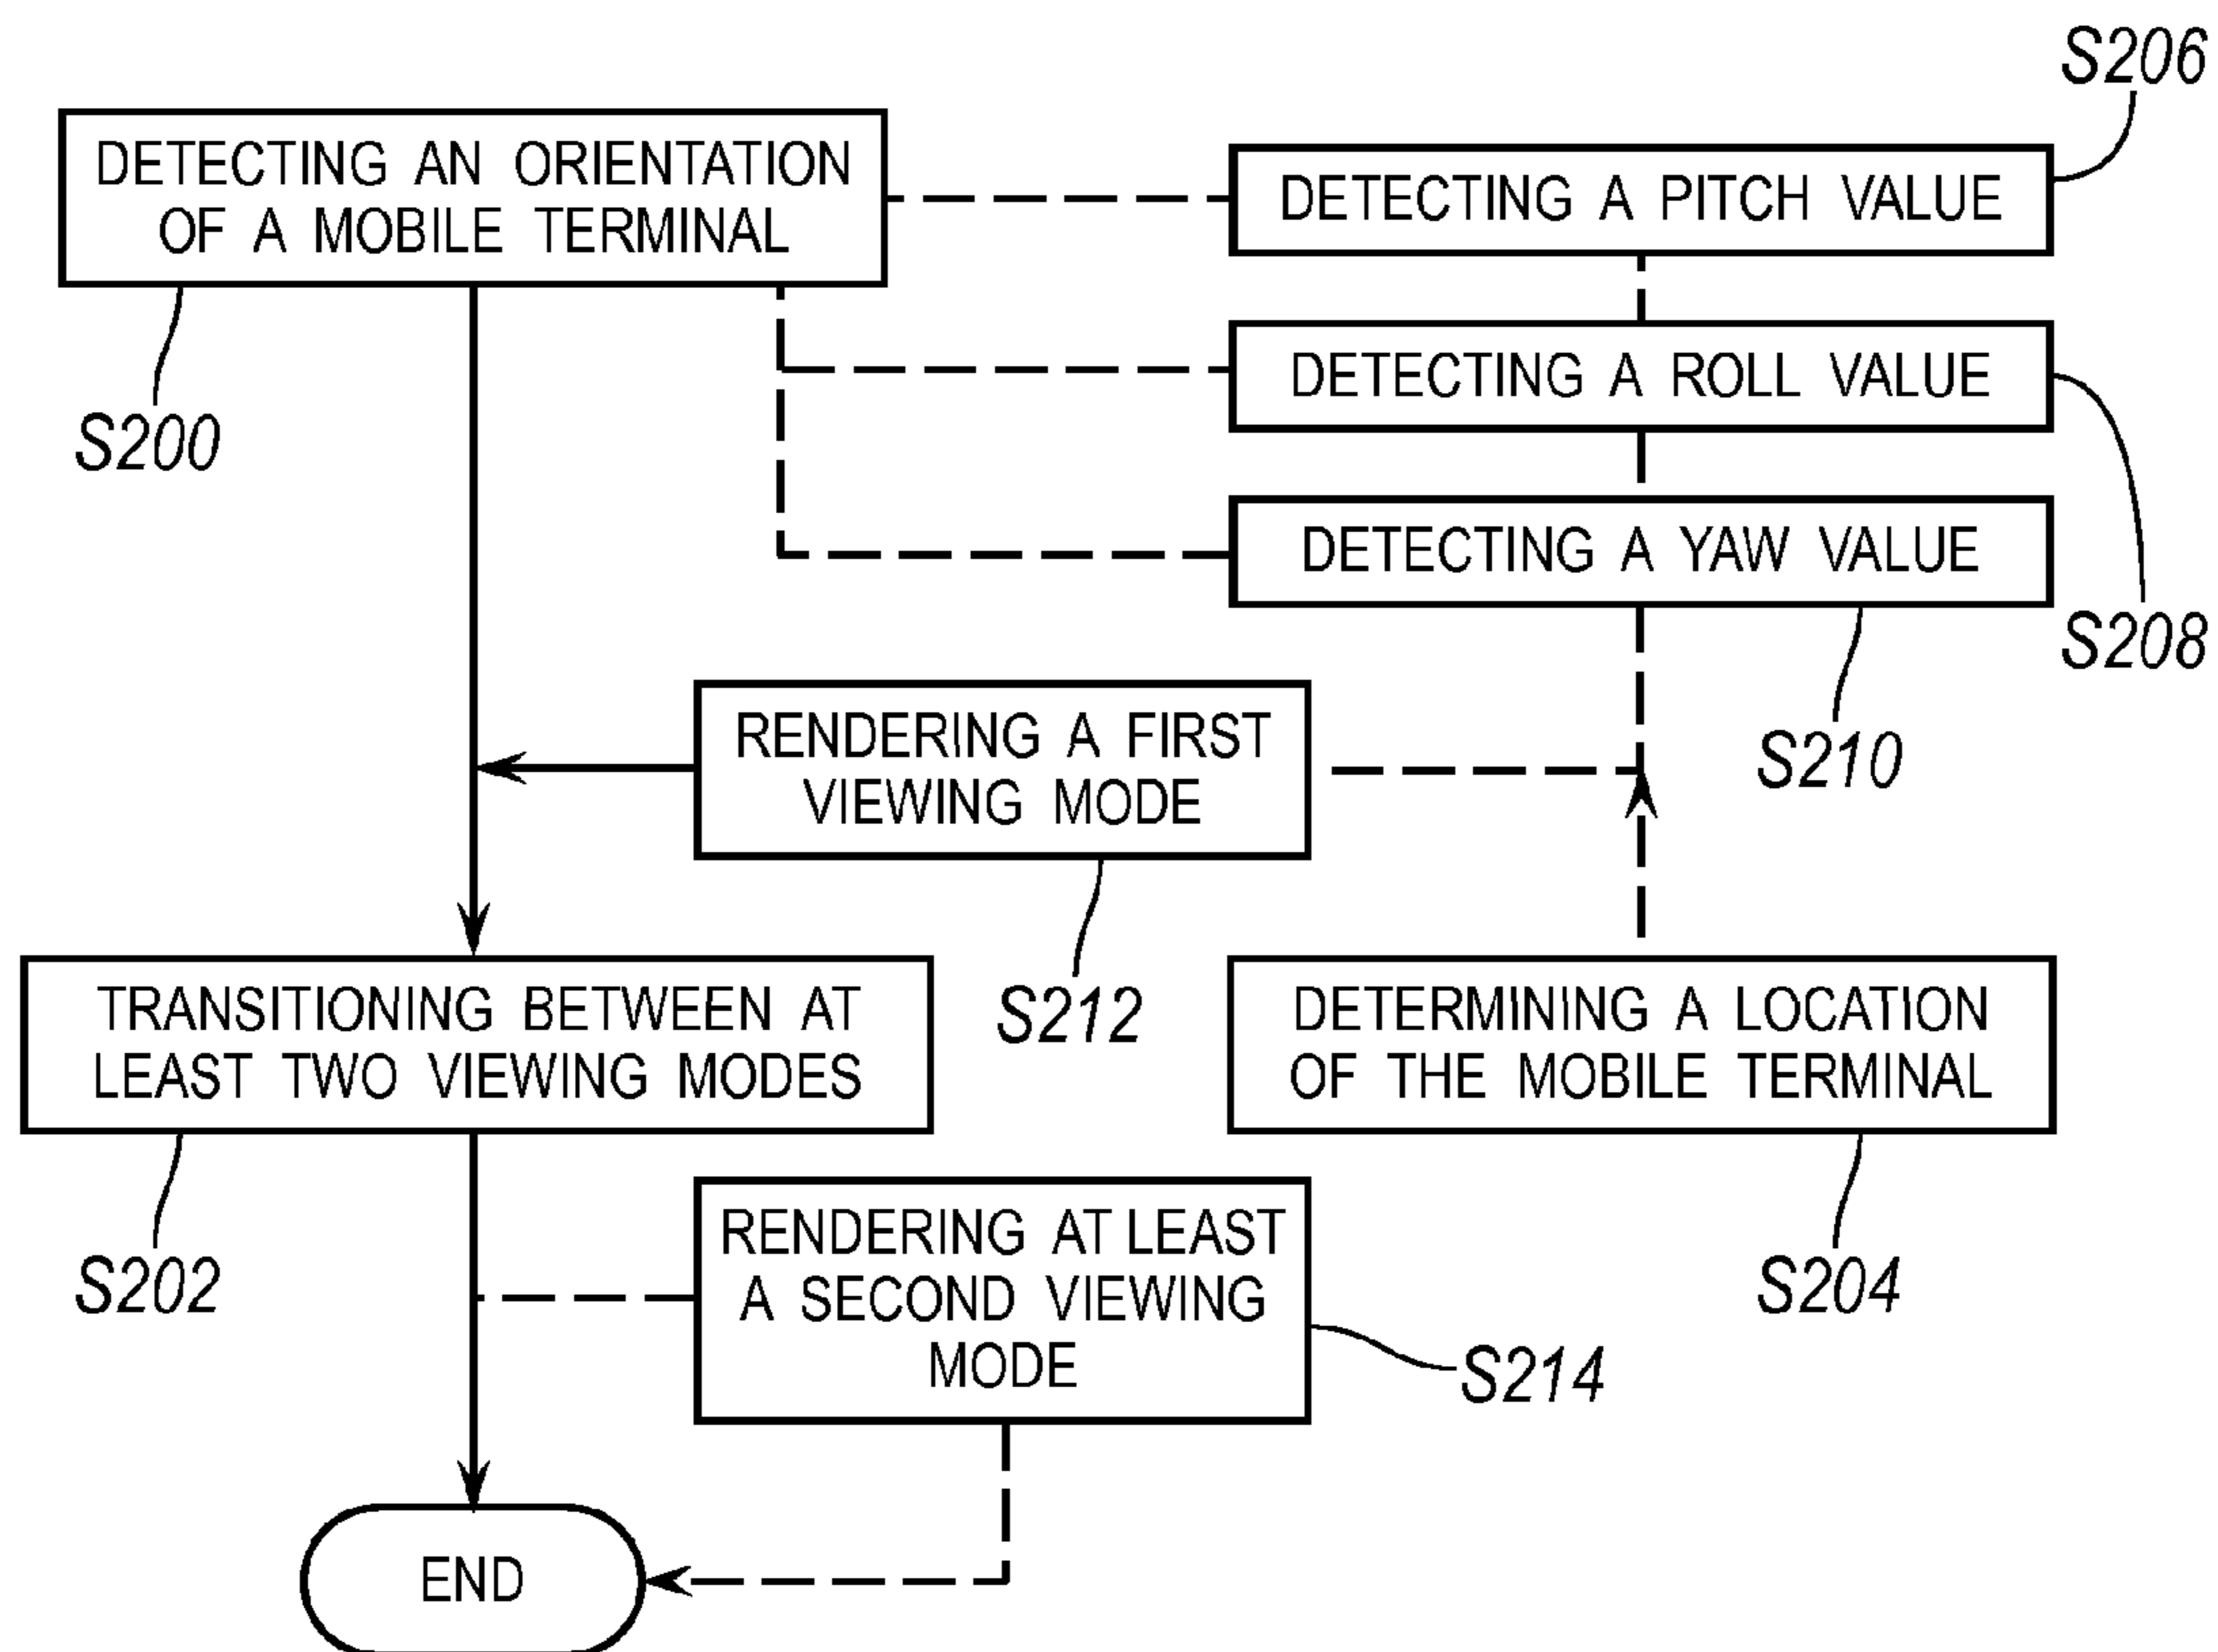 S206
DETECTING AN ORIENTATION
OF A MOBILE TERMINAL
DETECTING A PITCH VALUE
DETECTING A ROLL VALUE
S200
DETECTING A YAW VALUE
S208
RENDERING A FIRST
VIEWING MODE
S210
TRANSITIONING BETWEEN AT
LEAST TWO VIEWING MODES
S212
DETERMINING A LOCATION
OF THE MOBILE TERMINAL
RENDERING AT LEAST
A SECOND VIEWING
MODE
S202
S204
S214
END